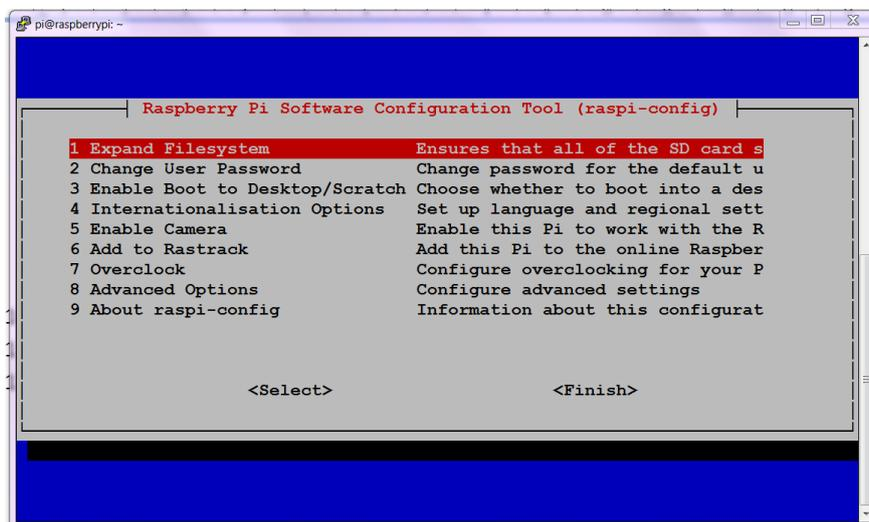 pi@raspberrypi: ~
Raspberry Pi Software Configuration Tool (raspi-config)
1 Expand Filesystem Ensures that all of the SD card s
2 Change User Password Change password for the default u
3 Enable Boot to Desktop/Scratch Choose whether to boot into a des
4 Internationalisation Options Set up language and regional sett
5 Enable Camera Enable this Pi to work with the R
6 Add to Rastrack Add this Pi to the online Raspber
7 Overclock Configure overclocking for your P
8 Advanced Options Configure advanced settings
9 About raspi-config Information about this configurat
<Select> <Finish>